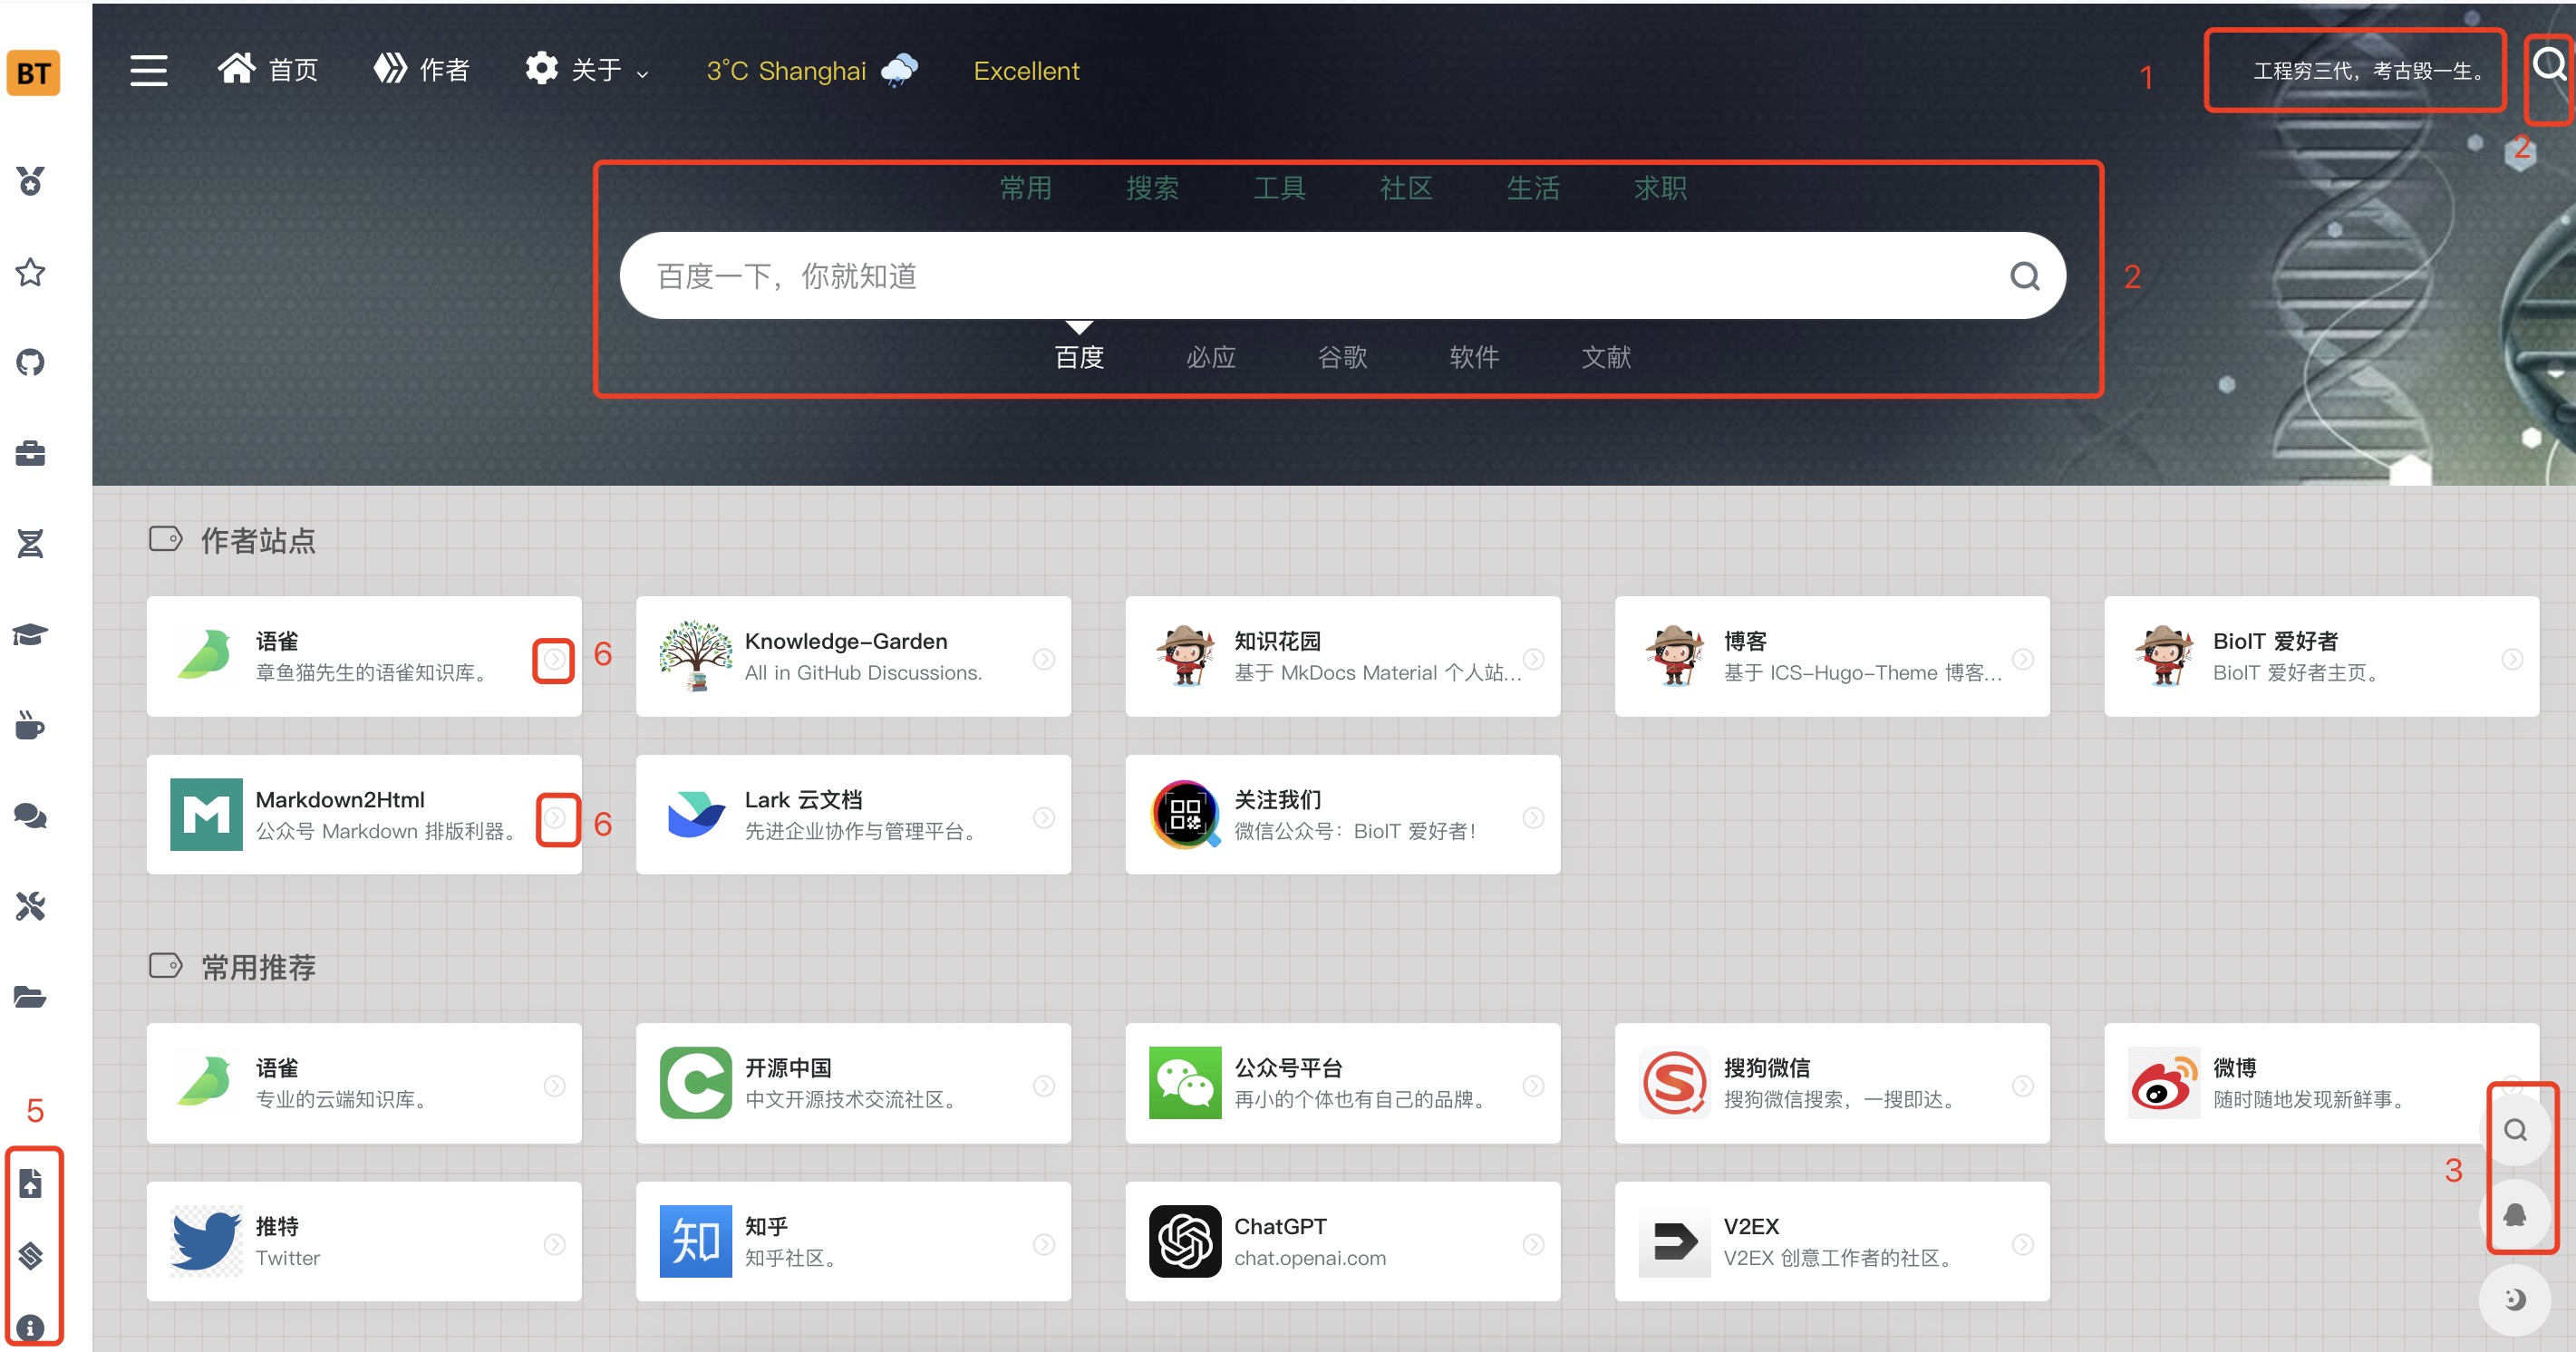 BT
首页
作者
关于
3°C Shanghai
Excellent
1
工程穷三代，考古毁一生。
2
常用
搜索
工具
社区
生活
求职
百度一下，你就知道
2
百度
必应
谷歌
软件
文献
作者站点
语雀
章鱼猫先生的语雀知识库。
6
Knowledge-Garden
All in GitHub Discussions.
知识花园
基于 MkDocs Material 个人站...
博客
基于 ICS-Hugo-Theme 博客...
BioIT 爱好者
BioIT 爱好者主页。
Markdown2Html
公众号 Markdown 排版利器。
6
Lark 云文档
先进企业协作与管理平台。
关注我们
微信公众号：BioIT 爱好者！
常用推荐
语雀
专业的云端知识库。
开源中国
中文开源技术交流社区。
公众号平台
再小的个体也有自己的品牌。
搜狗微信
搜狗微信搜索，一搜即达。
微博
随时随地发现新鲜事。
5
3
推特
Twitter
知
知乎
知乎社区。
ChatGPT
chat.openai.com
V2EX
V2EX 创意工作者的社区。